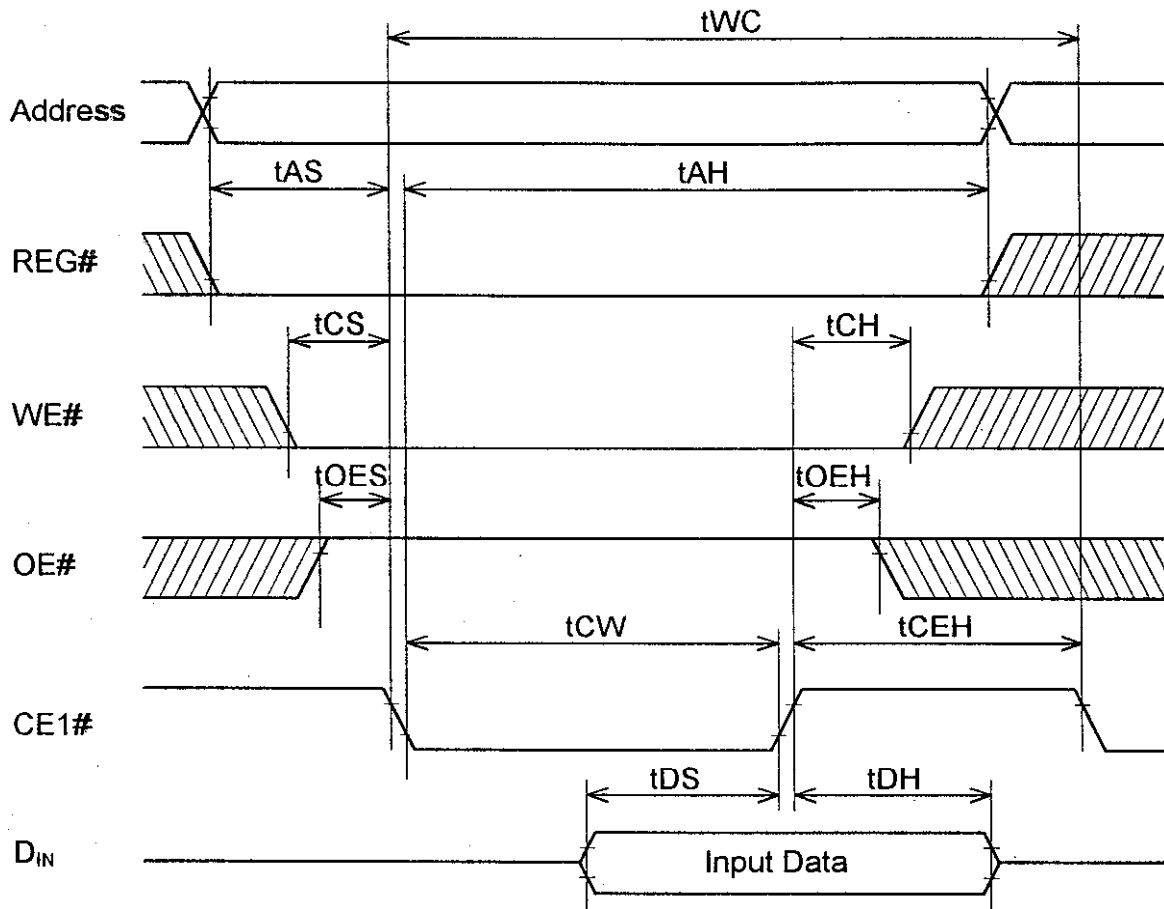 tWC
Address
tAS
tAH
REG#
tCS
tCH
WE#
tOES
tOEH
OE#
tCW
tCEH
CE1#
tDS
tDH
DIN
Input Data